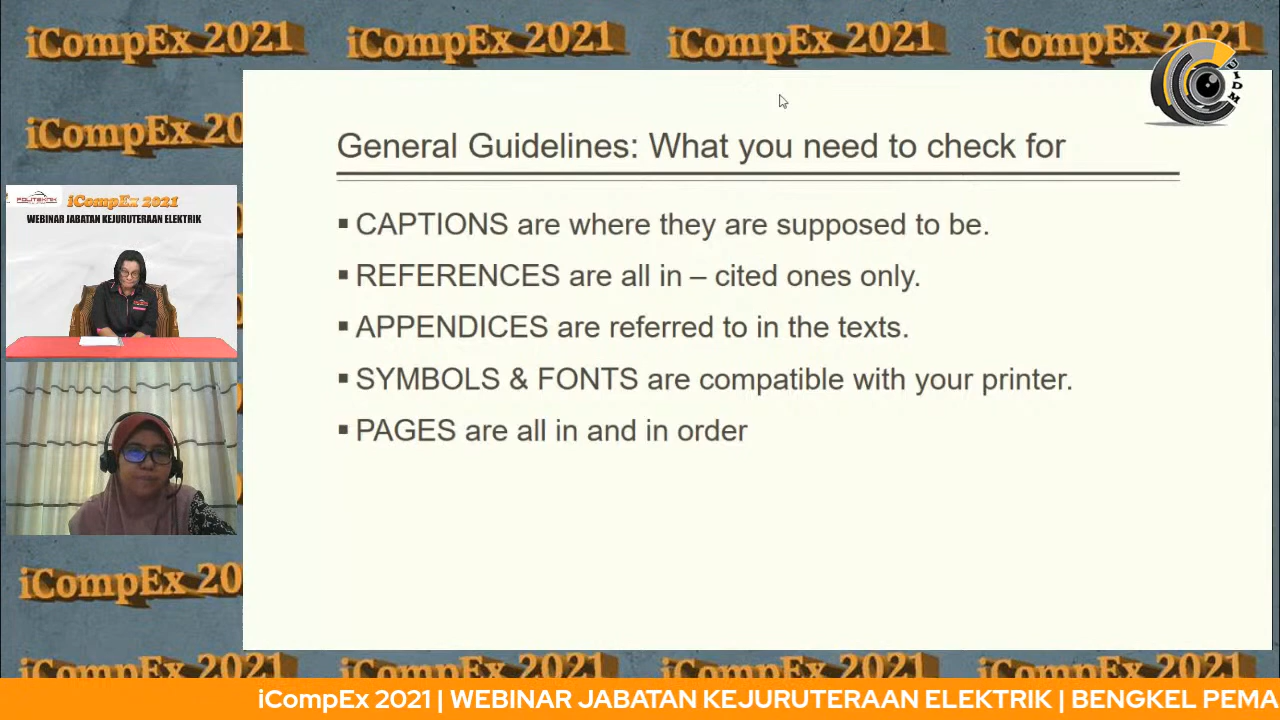 iCompEx 2021 iCompEx 2021 iCompEx 2021 iCompEx 2021
UIDM
iCompEx 20
General Guidelines: What you need to check for
POLITEKNIK iCompEx 2021
WEBINAR JABATAN KEJURUTERAAN ELEKTRIK
▪ CAPTIONS are where they are supposed to be.
▪ REFERENCES are all in – cited ones only.
▪ APPENDICES are referred to in the texts.
▪ SYMBOLS & FONTS are compatible with your printer.
▪ PAGES are all in and in order
iCompEx 20
iCompEx 2021 iCompEx 2021 iCompEx 2021 iCompEx 2021
iCompEx 2021 | WEBINAR JABATAN KEJURUTERAAN ELEKTRIK | BENGKEL PEMA